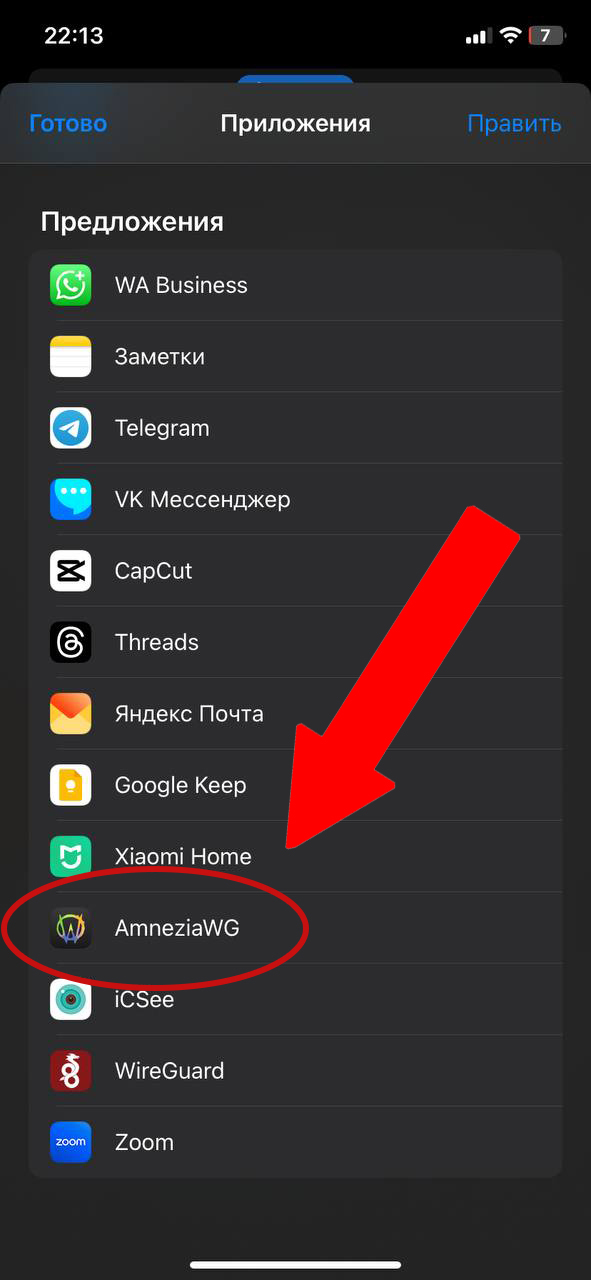 22:13
7
Готово
Приложения
Править
Предложения
WA Business
Заметки
Telegram
VK Мессенджер
CapCut
Threads
Яндекс Почта
Google Keep
Xiaomi Home
AmneziaWG
iCSee
WireGuard
zoom
Zoom